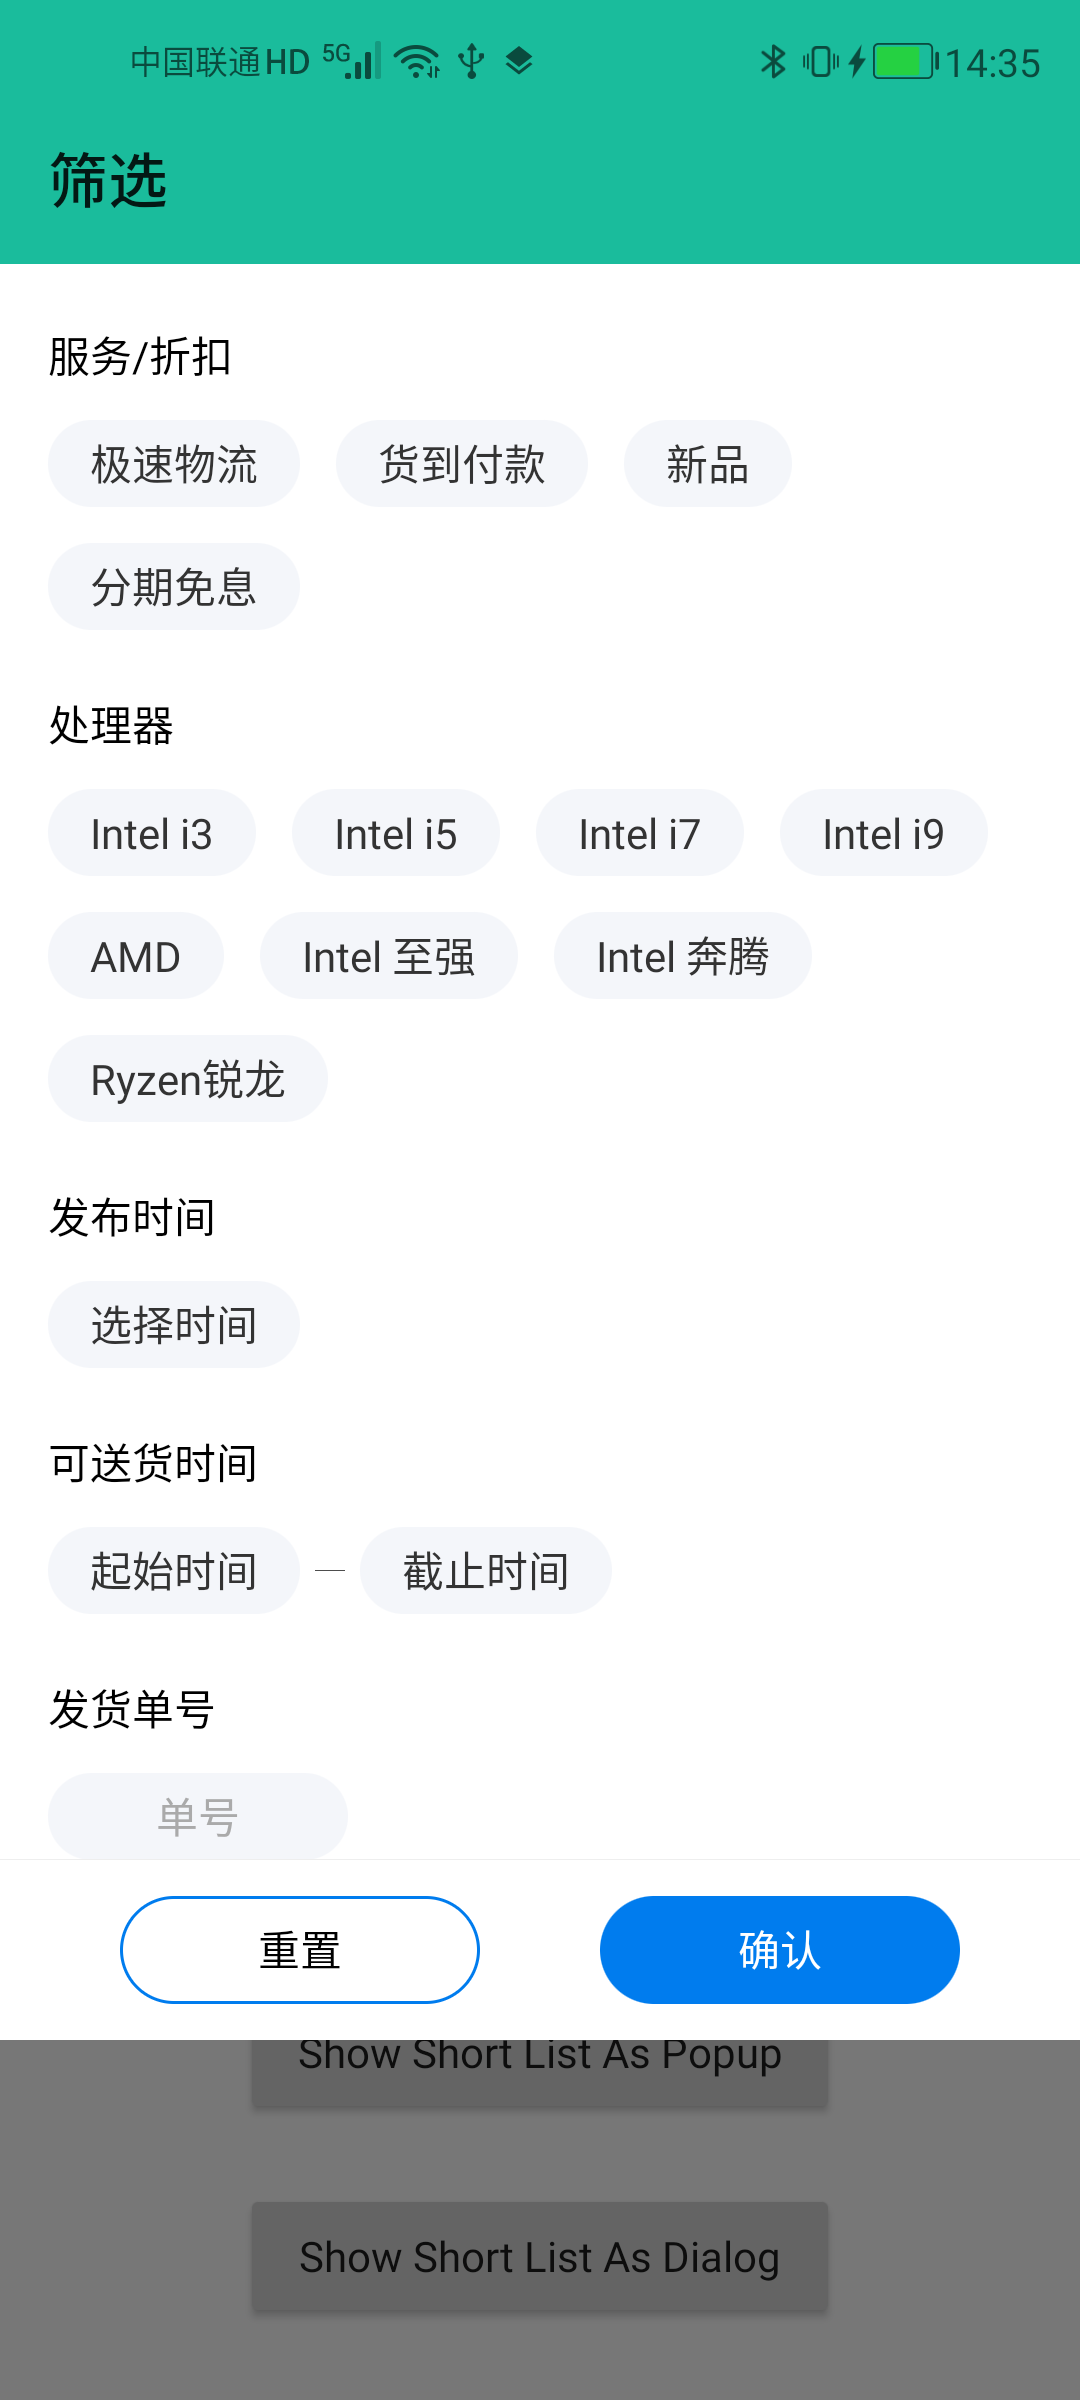 中国联通HD 5G 14:35
筛选
服务/折扣
极速物流 货到付款 新品
分期免息
处理器
Intel i3 Intel i5 Intel i7 Intel i9
AMD Intel 至强 Intel 奔腾
Ryzen锐龙
发布时间
选择时间
可送货时间
起始时间 — 截止时间
发货单号
单号
重置 确认
Show Short List As Popup
Show Short List As Dialog